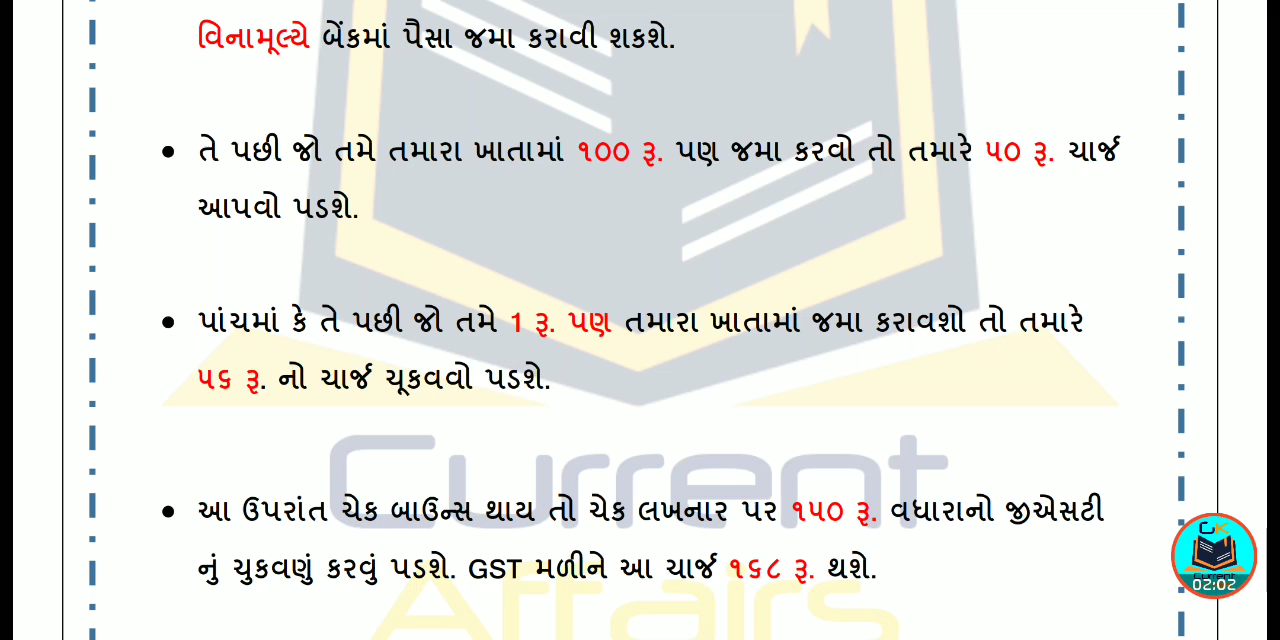 વિનામૂલ્યે બેંકમાં પૈસા જમા કરાવી શકશે.
• તે પછી જો તમે તમારા ખાતામાં ૧૦૦ રૂ. પણ જમા કરવો તો તમારે ૫૦ રૂ. ચાર્જ
આપવો પડશે.
• પાંચમાં કે તે પછી જો તમે 1 રૂ. પણ તમારા ખાતામાં જમા કરાવશો તો તમારે
૫૬ રૂ. નો ચાર્જ ચૂકવવો પડશે.
Current
• આ ઉપરાંત ચેક બાઉન્સ થાય તો ચેક લખનાર પર ૧૫૦ રૂ. વધારાનો જીએસટી
નું ચુકવણું કરવું પડશે. GST મળીને આ ચાર્જ ૧૬૮ રૂ. થશે.
Affairs
CK
Current
02:02